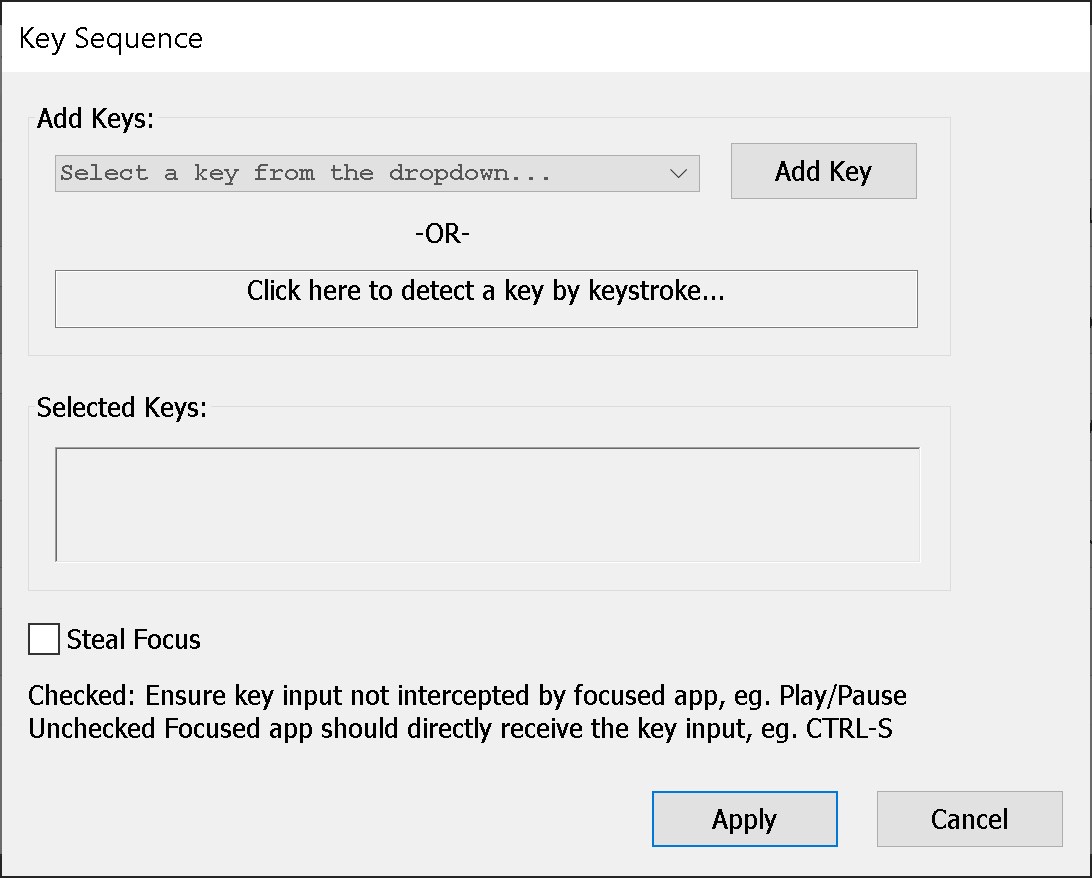 Key Sequence
Add Keys:
Select a key from the dropdown...
Add Key
-OR-
Click here to detect a key by keystroke...
Selected Keys:
Steal Focus
Checked: Ensure key input not intercepted by focused app, eg. Play/Pause
Unchecked Focused app should directly receive the key input, eg. CTRL-S
Apply
Cancel